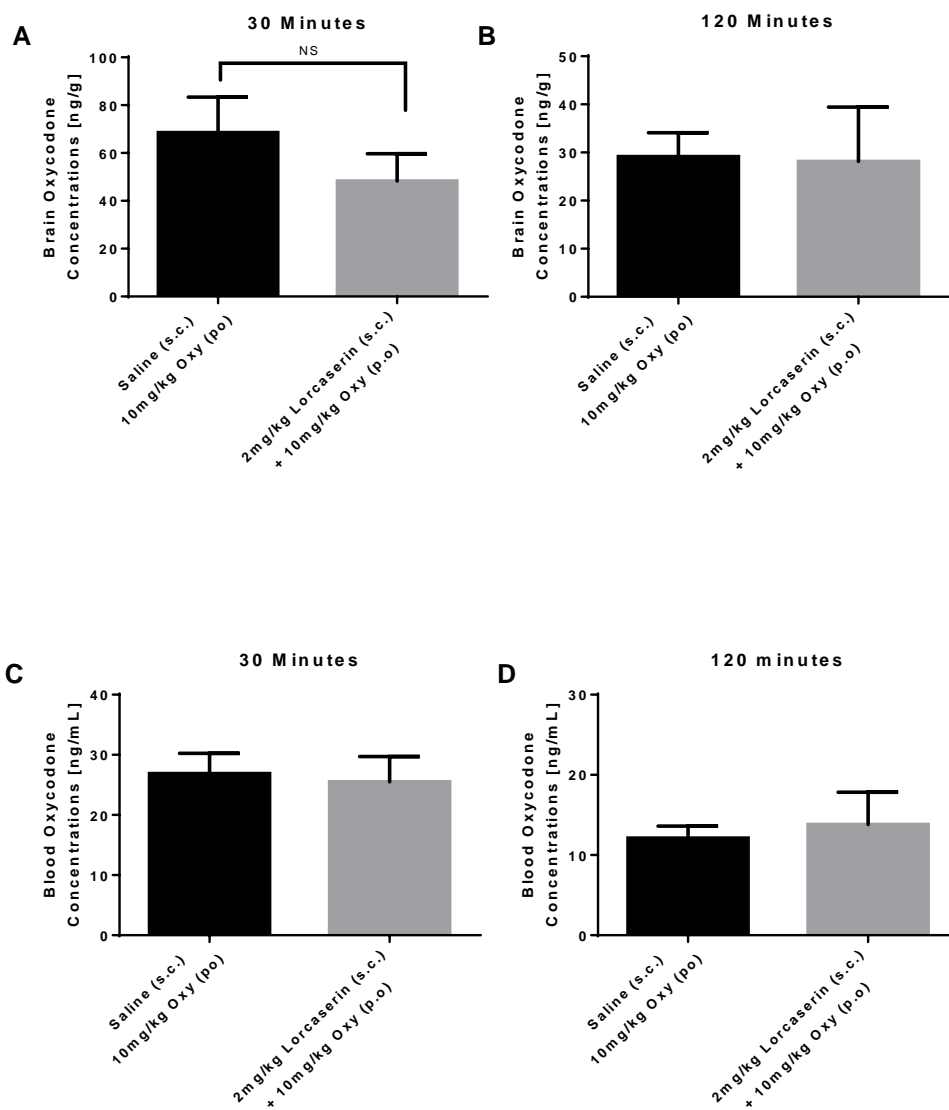 A
30 Minutes
NS
Brain Oxycodone
Concentrations [ng/g]
100
80
60
40
20
0
Saline (s.c.)
10mg/kg Oxy (po)
2mg/kg Lorcaserin (s.c.)
+ 10mg/kg Oxy (p.o)
B
120 Minutes
Brain Oxycodone
Concentrations [ng/g]
50
40
30
20
10
0
Saline (s.c.)
10mg/kg Oxy (po)
2mg/kg Lorcaserin (s.c.)
+ 10mg/kg Oxy (p.o)
C
30 Minutes
Blood Oxycodone
Concentrations [ng/mL]
40
30
20
10
0
Saline (s.c.)
10mg/kg Oxy (po)
2mg/kg Lorcaserin (s.c.)
+ 10mg/kg Oxy (p.o)
D
120 minutes
Blood Oxycodone
Concentrations [ng/mL]
30
20
10
0
Saline (s.c.)
10mg/kg Oxy (po)
2mg/kg Lorcaserin (s.c.)
+ 10mg/kg Oxy (p.o)